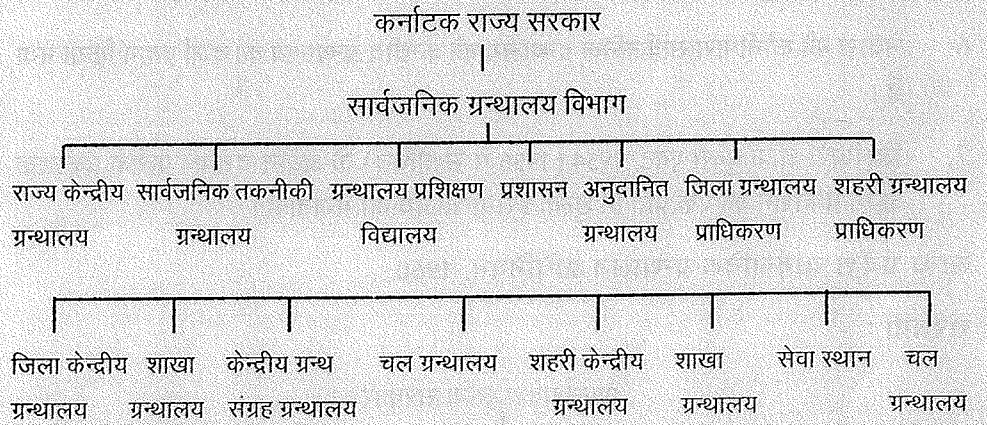 कर्नाटक राज्य सरकार
सार्वजनिक ग्रन्थालय विभाग
राज्य केन्द्रीय सार्वजनिक तकनीकी ग्रन्थालय प्रशिक्षण प्रशासन अनुदानित जिला ग्रन्थालय शहरी ग्रन्थालय
ग्रन्थालय ग्रन्थालय विद्यालय ग्रन्थालय प्राधिकरण प्राधिकरण
जिला केन्द्रीय शाखा केन्द्रीय ग्रन्थ चल ग्रन्थालय शहरी केन्द्रीय शाखा सेवा स्थान चल
ग्रन्थालय ग्रन्थालय संग्रह ग्रन्थालय ग्रन्थालय ग्रन्थालय ग्रन्थालय